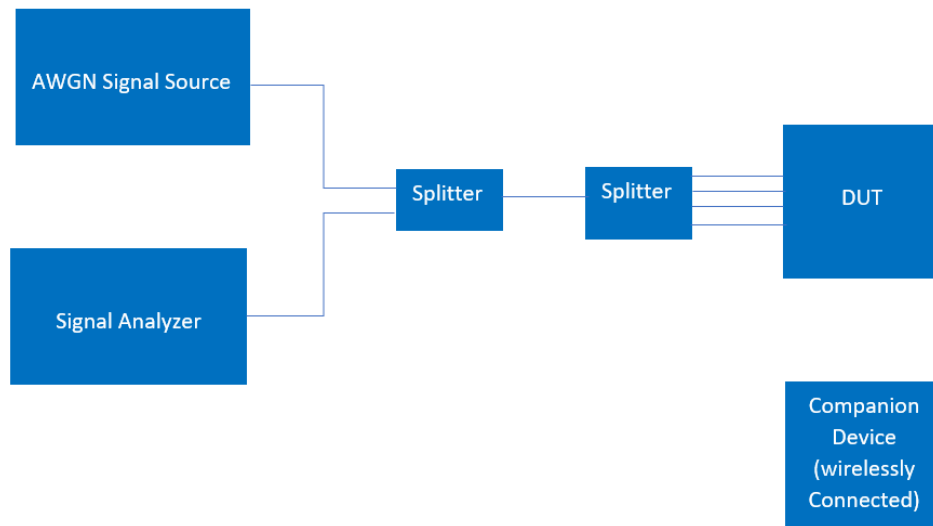 AWGN Signal Source
Splitter
Splitter
DUT
Signal Analyzer
Companion
Device
(wirelessly
Connected)